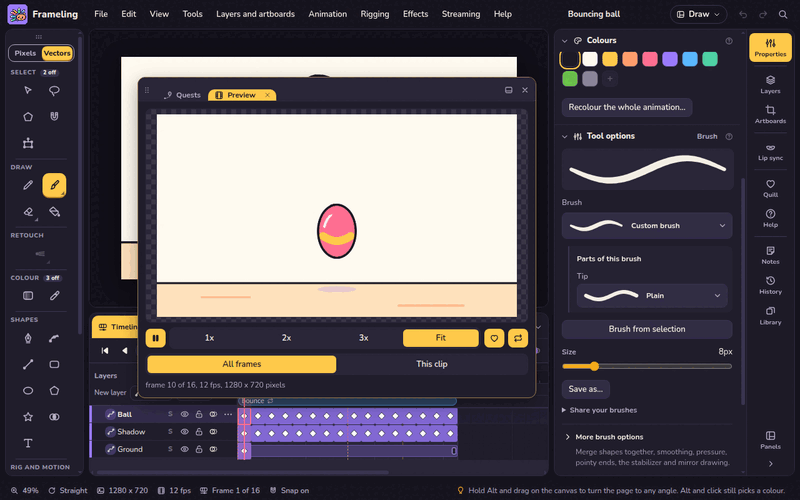 Frameling File Edit View Tools Layers and artboards Animation Rigging Effects Streaming Help Bouncing ball Draw
Pixels Vectors
SELECT 2 off
DRAW
RETOUCH
COLOUR 3 off
SHAPES
RIG AND MOTION
Quests Preview
1x 2x 3x Fit
All frames This clip
frame 10 of 16, 12 fps, 1280 x 720 pixels
Layers
New layer
Bounce
Ball S
Shadow S
Ground S
Colours
Recolour the whole animation...
Tool options Brush
Brush
Custom brush
Parts of this brush
Tip
Plain
Brush from selection
Size 8px
Save as...
Share your brushes
More brush options
Merge shapes together, smoothing, pressure,
pointy ends, the stabilizer and mirror drawing.
Properties
Layers
Artboards
Lip sync
Quill
Help
Notes
History
Library
Panels
49% Straight 1280 x 720 12 fps Frame 1 of 16 Snap on Hold Alt and drag on the canvas to turn the page to any angle. Alt and click still picks a colour.